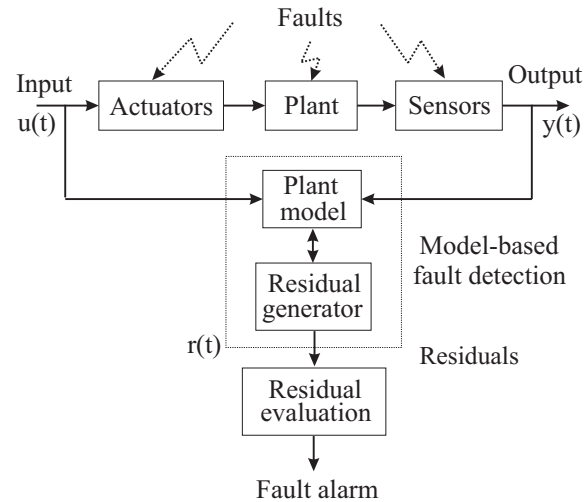 Faults
Input
Output
u(t)
Actuators
Plant
Sensors
y(t)
Plant
model
Model-based
fault detection
Residual
generator
r(t)
Residuals
Residual
evaluation
Fault alarm